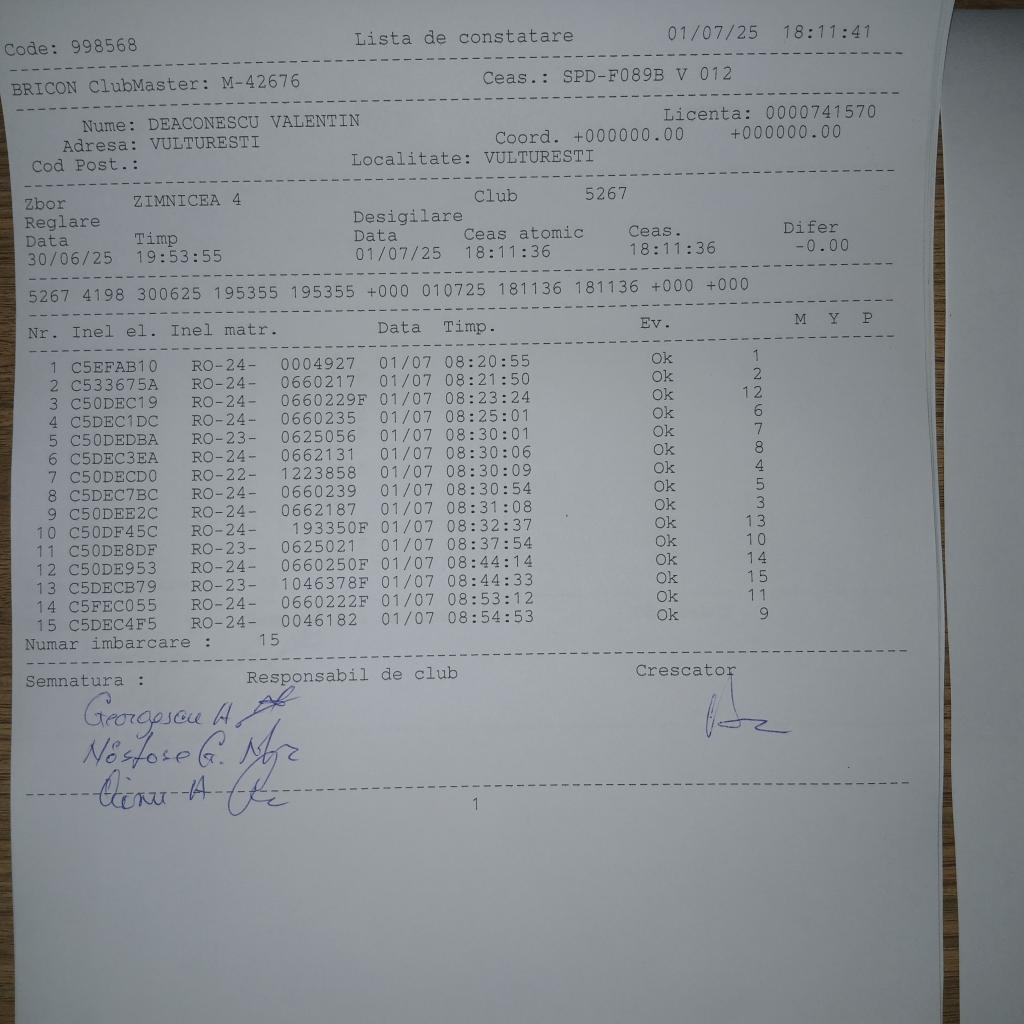 Code: 998568 Lista de constatare 01/07/25 18:11:41
BRICON ClubMaster: M-42676 Ceas.: SPD-F089B V 012
Nume: DEACONESCU VALENTIN Licenta: 0000741570
Adresa: VULTURESTI Coord. +000000.00 +000000.00
Cod Post.: Localitate: VULTURESTI
Zbor ZIMNICEA 4 Club 5267
Reglare Desigilare
Data Timp Data Ceas atomic Ceas. Difer
30/06/25 19:53:55 01/07/25 18:11:36 18:11:36 -0.00
5267 4198 300625 195355 195355 +000 010725 181136 181136 +000 +000
Nr. Inel el. Inel matr. Data Timp. Ev. M Y P
1 C5EFAB10 RO-24- 0004927 01/07 08:20:55 Ok 1
2 C533675A RO-24- 0660217 01/07 08:21:50 Ok 2
3 C50DEC19 RO-24- 0660229F 01/07 08:23:24 Ok 12
4 C5DEC1DC RO-24- 0660235 01/07 08:25:01 Ok 6
5 C50DEDBA RO-23- 0625056 01/07 08:30:01 Ok 7
6 C5DEC3EA RO-24- 0662131 01/07 08:30:06 Ok 8
7 C50DECD0 RO-22- 1223858 01/07 08:30:09 Ok 4
8 C5DEC7BC RO-24- 0660239 01/07 08:30:54 Ok 5
9 C50DEE2C RO-24- 0662187 01/07 08:31:08 Ok 3
10 C50DF45C RO-24- 193350F 01/07 08:32:37 Ok 13
11 C50DE8DF RO-23- 0625021 01/07 08:37:54 Ok 10
12 C50DE953 RO-24- 0660250F 01/07 08:44:14 Ok 14
13 C5DECB79 RO-23- 1046378F 01/07 08:44:33 Ok 15
14 C5FEC055 RO-24- 0660222F 01/07 08:53:12 Ok 11
15 C5DEC4F5 RO-24- 0046182 01/07 08:54:53 Ok 9
Numar imbarcare : 15
Semnatura : Responsabil de club Crescator
Georgescu A.
G.
A
1